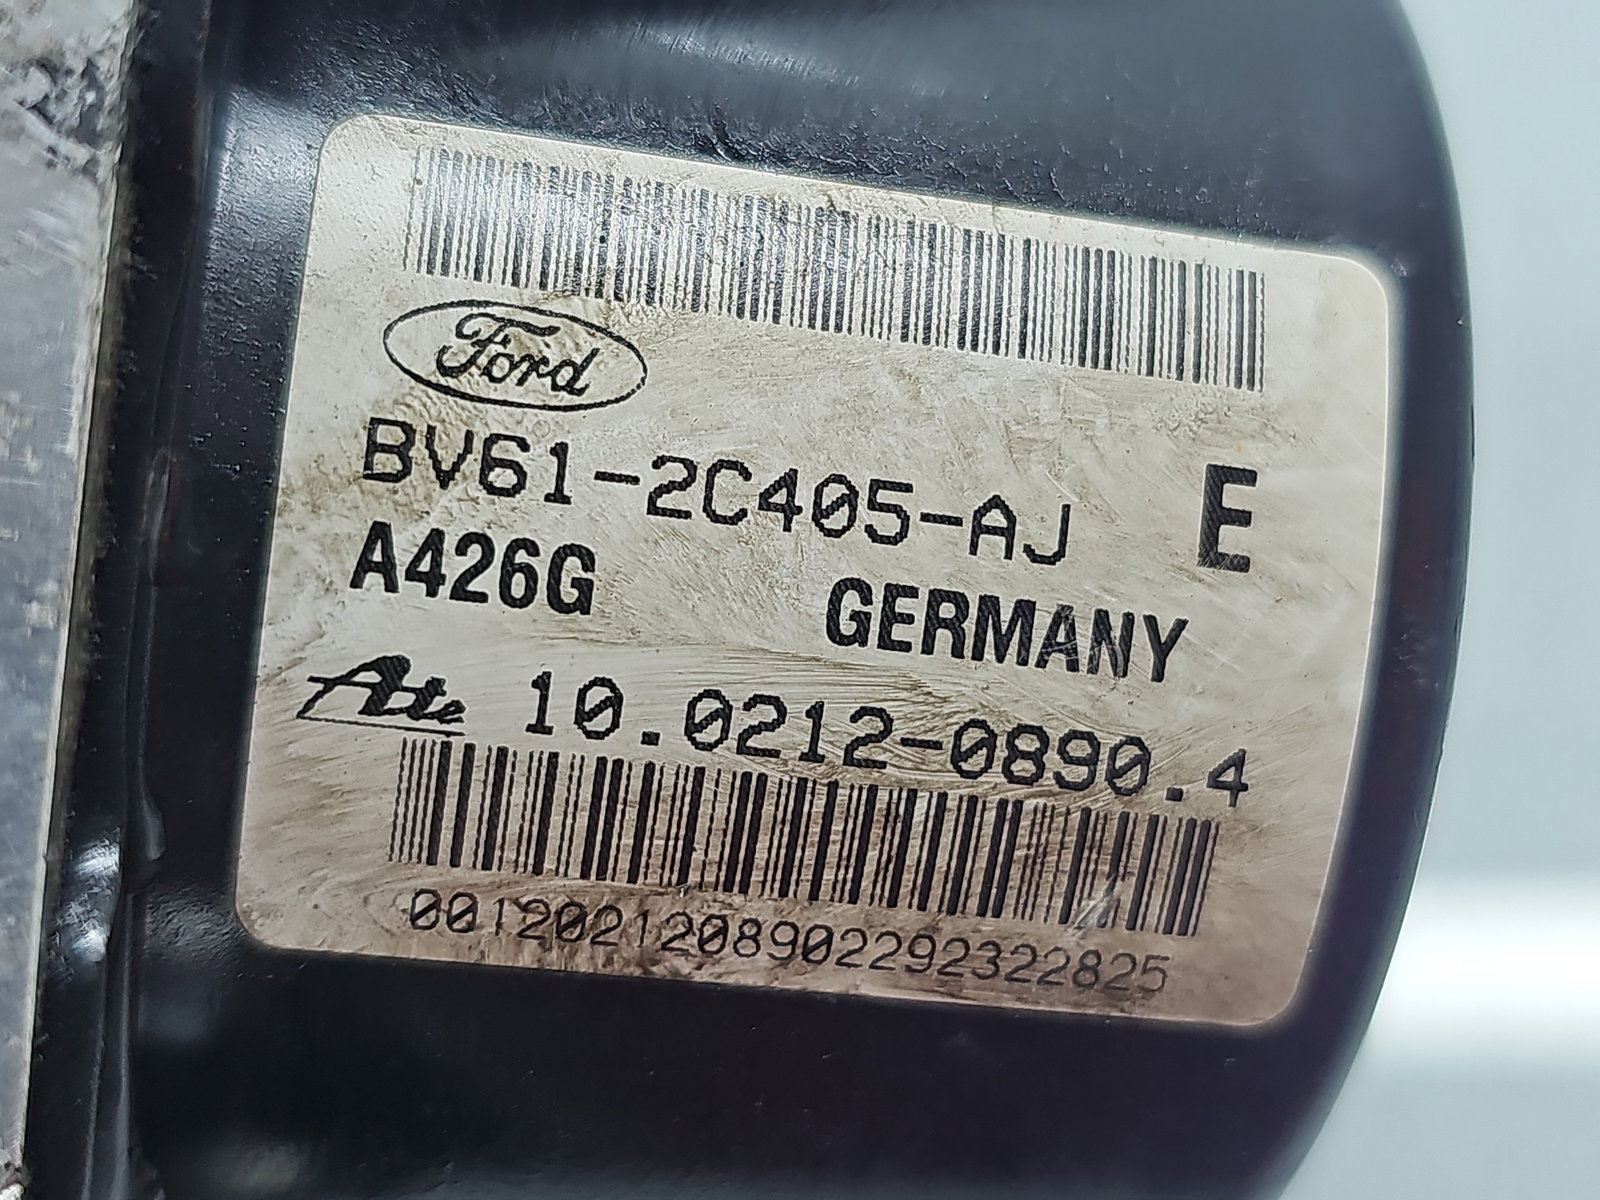 Ford
BV61-2C405-AJ E
A426G GERMANY
Ate 10.0212-0890.4
0012021208902292322825